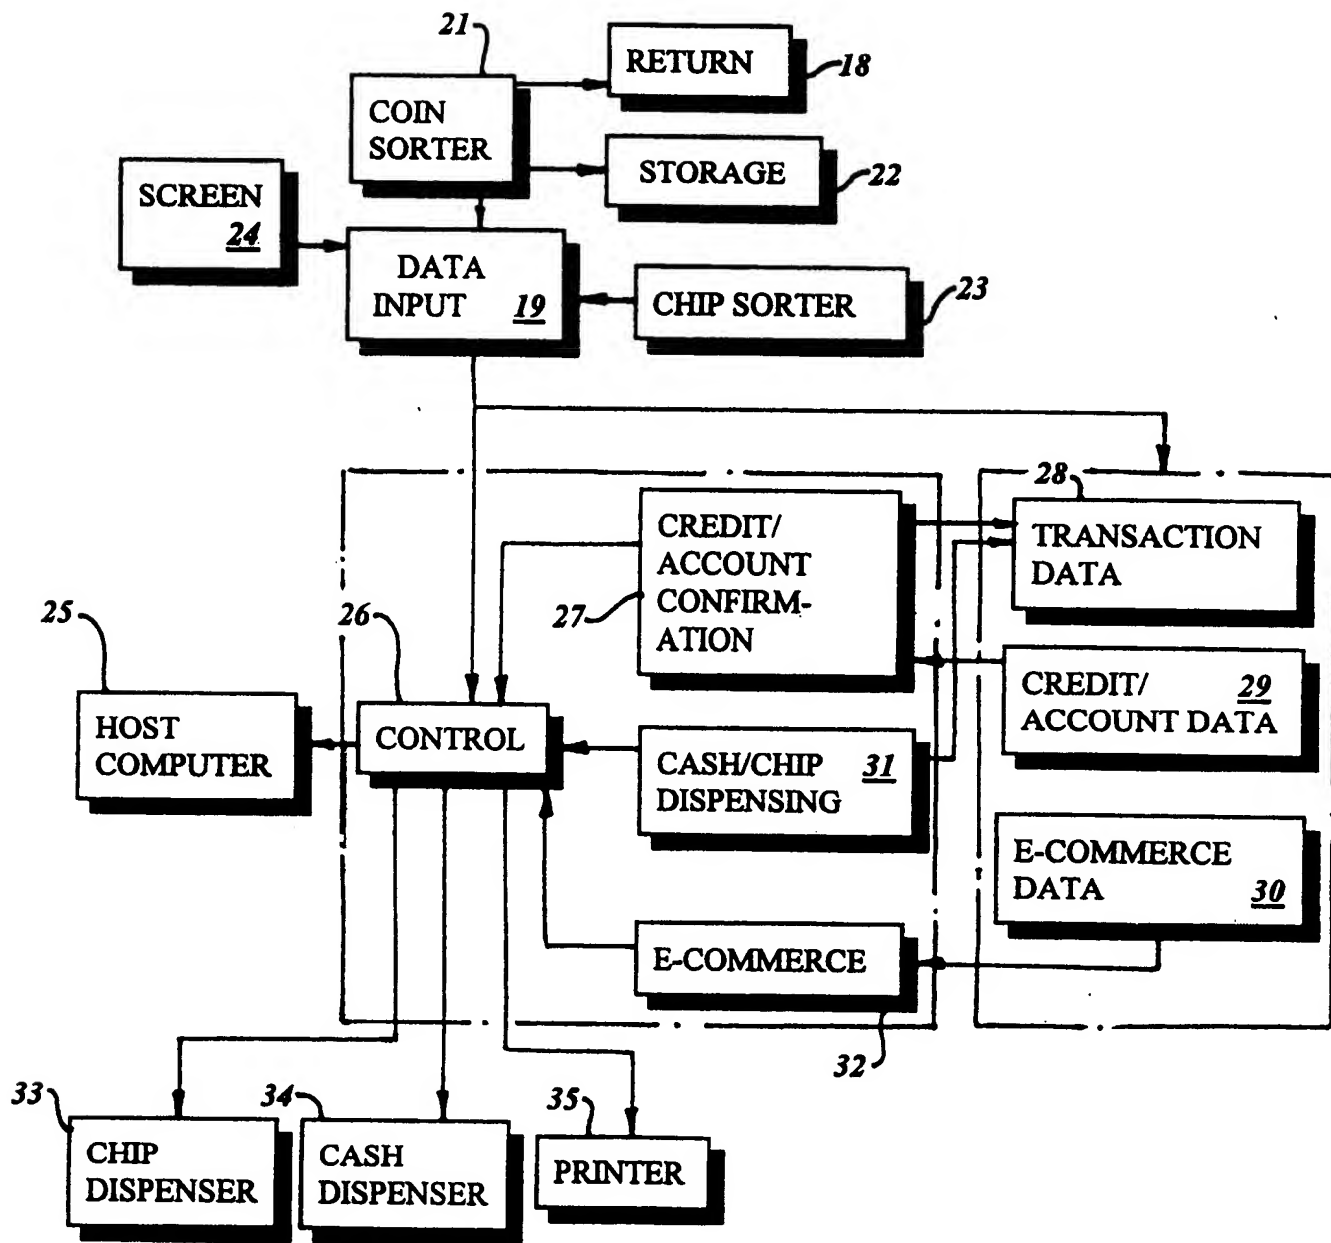 21
RETURN
18
COIN
SORTER
STORAGE
22
SCREEN
24
DATA
INPUT 19
CHIP SORTER
23
28
CREDIT/
ACCOUNT
CONFIRM-
ATION
27
TRANSACTION
DATA
25
26
HOST
COMPUTER
CONTROL
CREDIT/ 29
ACCOUNT DATA
CASH/CHIP 31
DISPENSING
E-COMMERCE
DATA 30
E-COMMERCE
32
33
34
35
CHIP
DISPENSER
CASH
DISPENSER
PRINTER